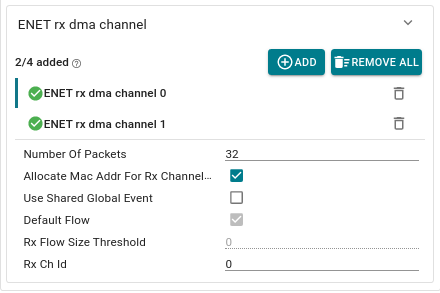 ENET rx dma channel
2/4 added
ADD
REMOVE ALL
ENET rx dma channel 0
ENET rx dma channel 1
Number Of Packets 32
Allocate Mac Addr For Rx Channel...
Use Shared Global Event
Default Flow
Rx Flow Size Threshold 0
Rx Ch Id 0